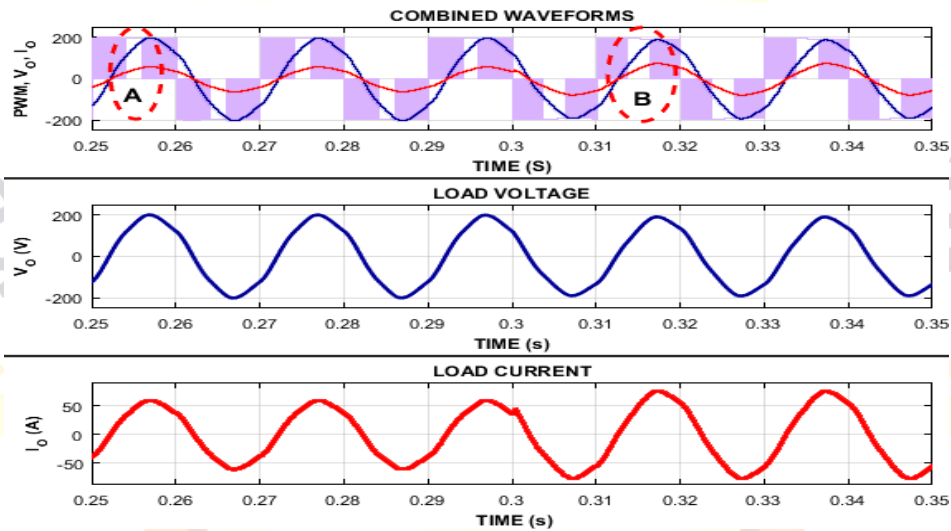 COMBINED WAVEFORMS
PWM, V_o, I_o
200
0
-200
A
B
0.25 0.26 0.27 0.28 0.29 0.3 0.31 0.32 0.33 0.34 0.35
TIME (S)
LOAD VOLTAGE
V_o (V)
200
0
-200
0.25 0.26 0.27 0.28 0.29 0.3 0.31 0.32 0.33 0.34 0.35
TIME (s)
LOAD CURRENT
I_o (A)
50
0
-50
0.25 0.26 0.27 0.28 0.29 0.3 0.31 0.32 0.33 0.34 0.35
TIME (s)